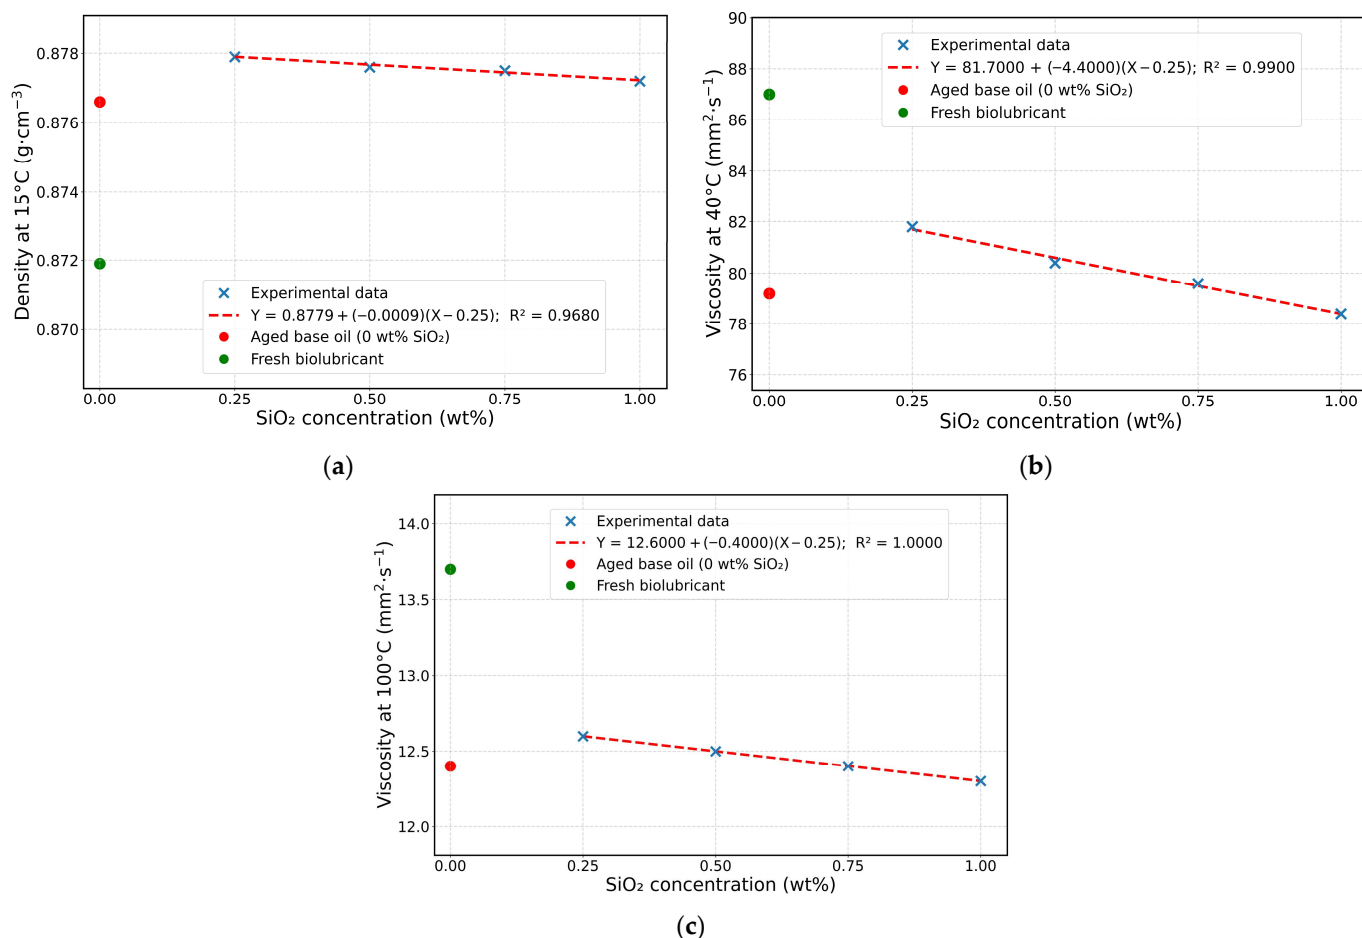 Density at 15°C (g·cm⁻³)
0.878
0.876
0.874
0.872
0.870
Experimental data
Y = 0.8779 + (−0.0009)(X − 0.25); R² = 0.9680
Aged base oil (0 wt% SiO₂)
Fresh biolubricant
0.00 0.25 0.50 0.75 1.00
SiO₂ concentration (wt%)
(a)
Viscosity at 40°C (mm²·s⁻¹)
90
88
86
84
82
80
78
76
Experimental data
Y = 81.7000 + (−4.4000)(X − 0.25); R² = 0.9900
Aged base oil (0 wt% SiO₂)
Fresh biolubricant
0.00 0.25 0.50 0.75 1.00
SiO₂ concentration (wt%)
(b)
Viscosity at 100°C (mm²·s⁻¹)
14.0
13.5
13.0
12.5
12.0
Experimental data
Y = 12.6000 + (−0.4000)(X − 0.25); R² = 1.0000
Aged base oil (0 wt% SiO₂)
Fresh biolubricant
0.00 0.25 0.50 0.75 1.00
SiO₂ concentration (wt%)
(c)